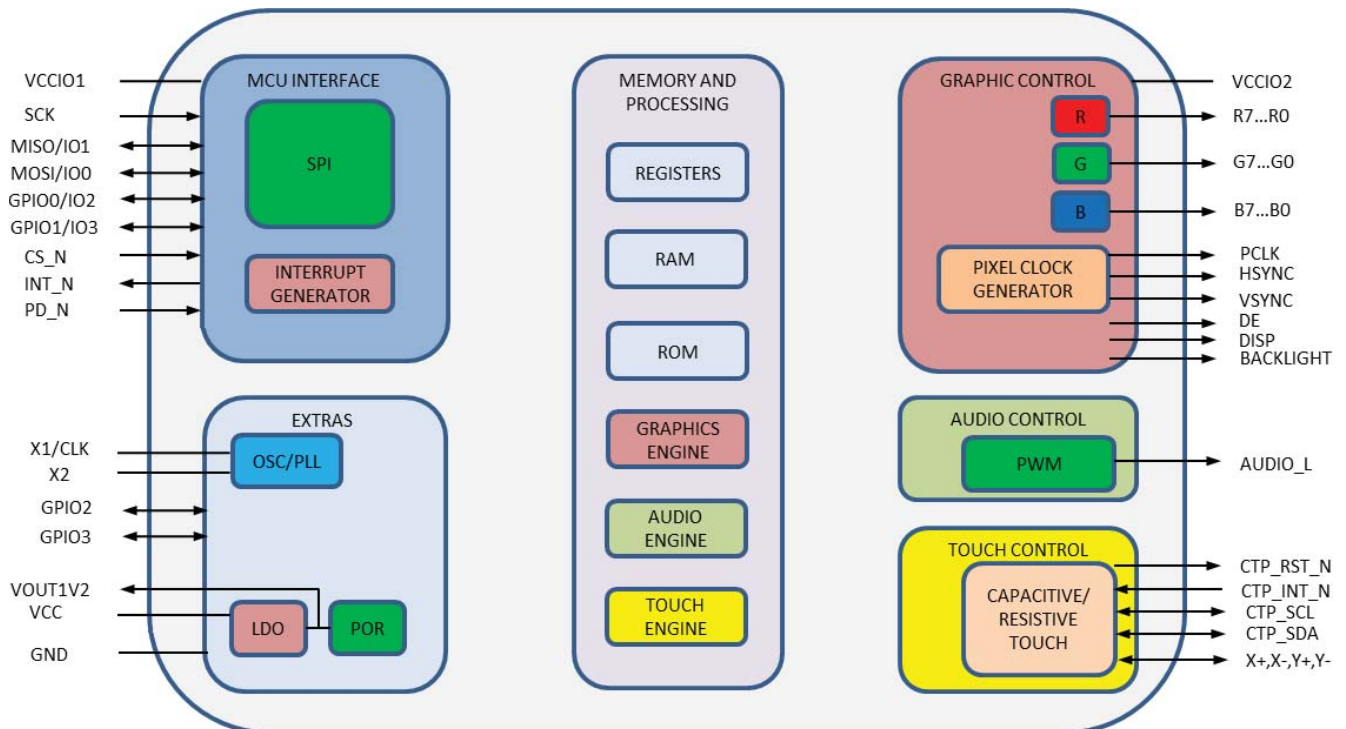 VCCIO1
SCK
MISO/IO1
MOSI/IO0
GPIO0/IO2
GPIO1/IO3
CS_N
INT_N
PD_N
MCU INTERFACE
SPI
INTERRUPT
GENERATOR
X1/CLK
X2
GPIO2
GPIO3
VOUT1V2
VCC
GND
EXTRAS
OSC/PLL
LDO
POR
MEMORY AND
PROCESSING
REGISTERS
RAM
ROM
GRAPHICS
ENGINE
AUDIO
ENGINE
TOUCH
ENGINE
GRAPHIC CONTROL
R
G
B
PIXEL CLOCK
GENERATOR
VCCIO2
R7...R0
G7...G0
B7...B0
PCLK
HSYNC
VSYNC
DE
DISP
BACKLIGHT
AUDIO CONTROL
PWM
AUDIO_L
TOUCH CONTROL
CAPACITIVE/
RESISTIVE
TOUCH
CTP_RST_N
CTP_INT_N
CTP_SCL
CTP_SDA
X+,X-,Y+,Y-